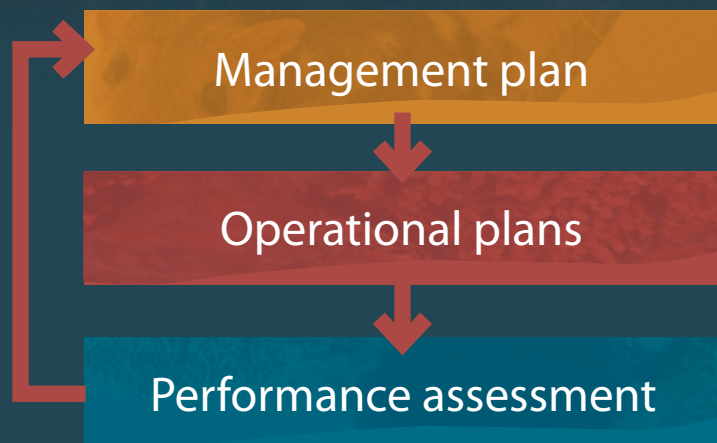 Management plan
Operational plans
Performance assessment